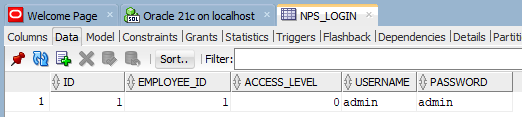 Welcome Page Oracle 21c on localhost NPS_LOGIN
Columns Data Model Constraints Grants Statistics Triggers Flashback Dependencies Details Partiti
Sort.. Filter:
ID EMPLOYEE_ID ACCESS_LEVEL USERNAME PASSWORD
1 1 1 0 admin admin